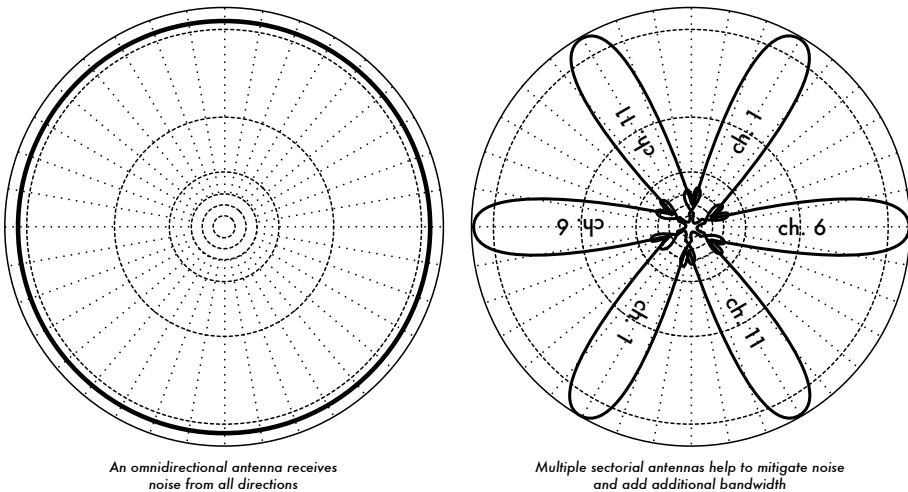 ch. 11
ch. 1
ch. 6
ch. 6
ch. 1
ch. 11
An omnidirectional antenna receives
noise from all directions
Multiple sectorial antennas help to mitigate noise
and add additional bandwidth